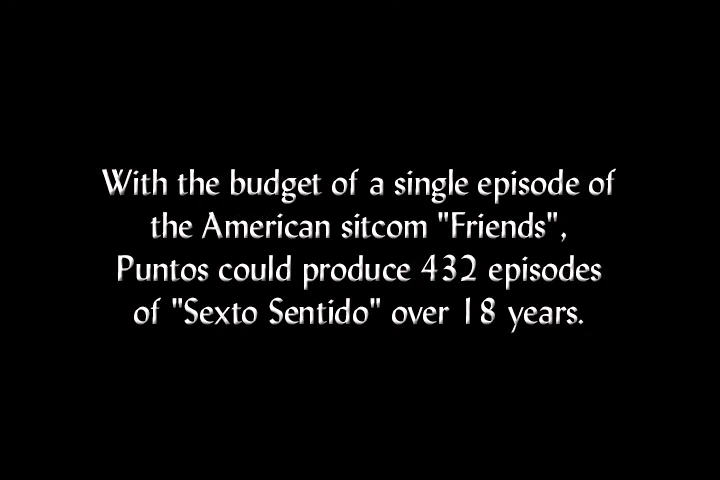 With the budget of a single episode of
the American sitcom "Friends",
Puntos could produce 432 episodes
of "Sexto Sentido" over 18 years.